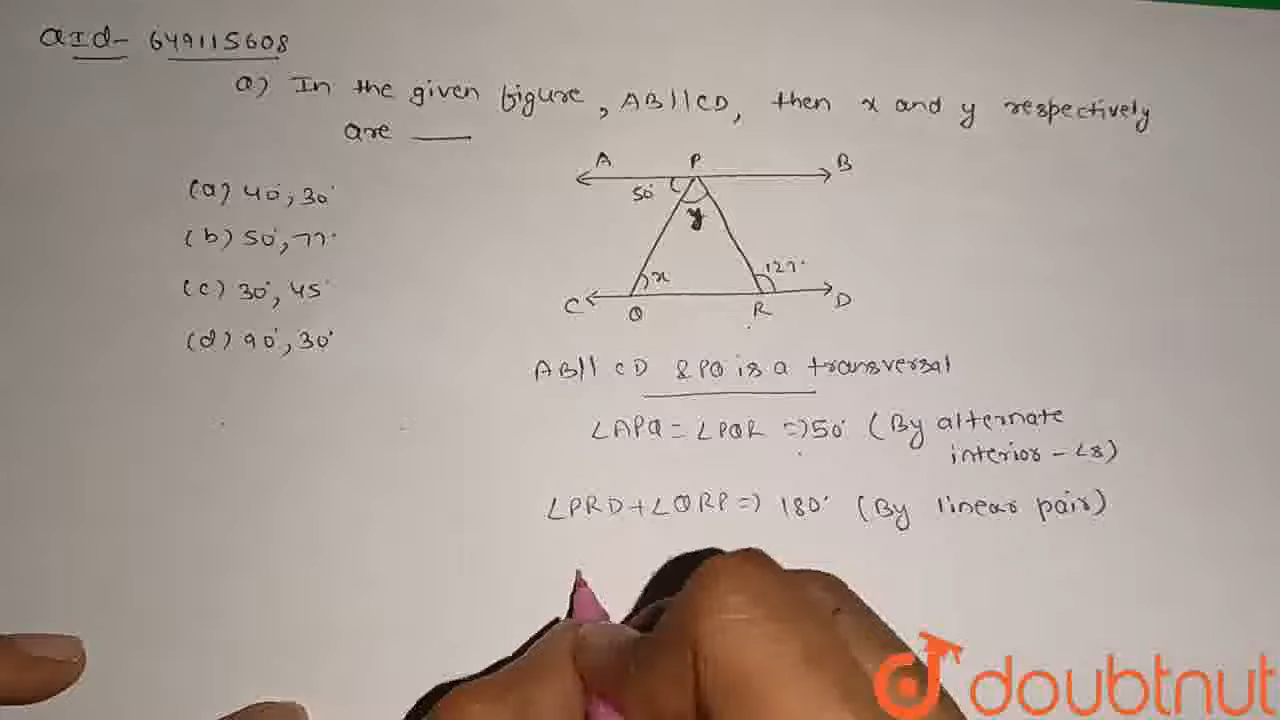 QId- 649115608
Q) In the given figure, AB||CD, then x and y respectively
are ___
(a) 40°, 30°
(b) 50°, 77°
(c) 30°, 45°
(d) 90°, 30°
A P B
50°
y
x 127°
C Q R D
AB|| CD & PQ is a transversal
∠APQ = ∠PQR => 50° (By alternate
interior - ∠s)
∠PRD + ∠QRP => 180° (By linear pair)
doubtnut